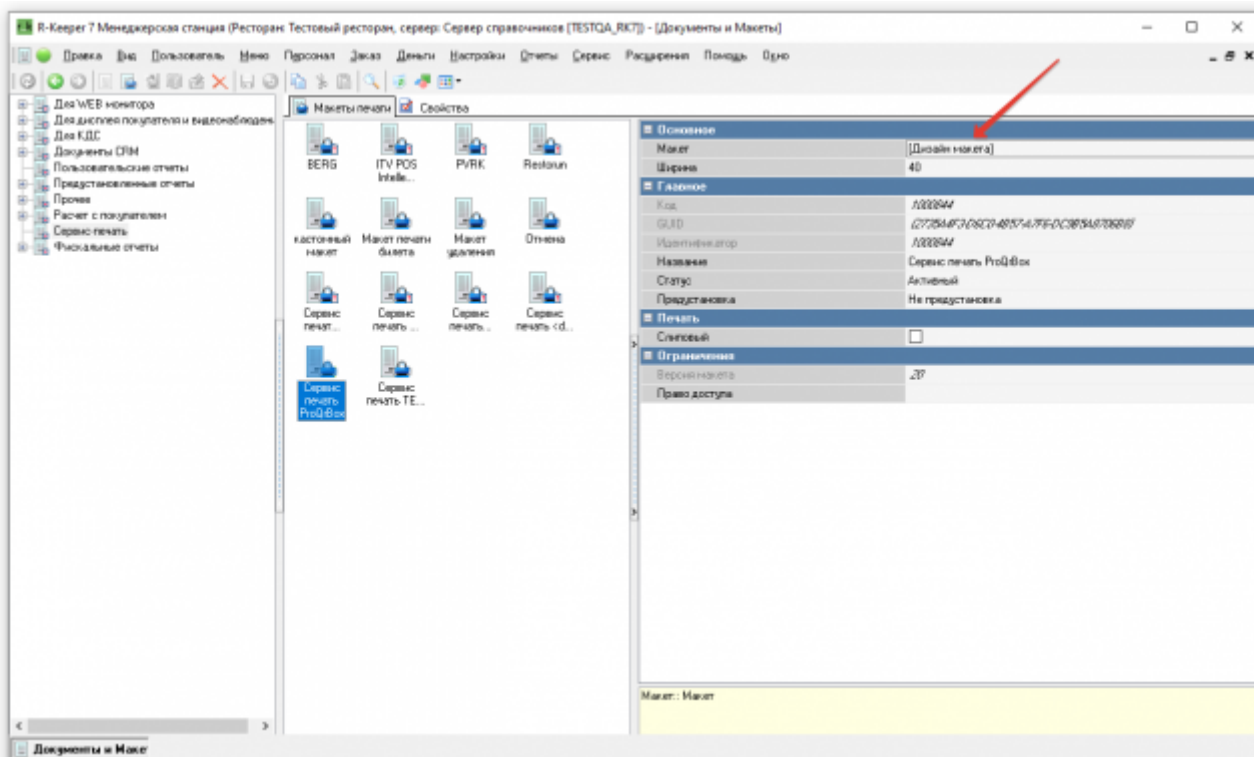 R-Keeper 7 Менеджерская станция (Ресторан: Тестовый ресторан, сервер: Сервер справочников [TESTQA_RK7]) - [Документы и Макеты]
Правка Вид Пользователь Меню Персонал Заказ Деньги Настройки Отчеты Сервис Расширения Помощь Окно
Для WEB монитора
Для дисплея покупателя и видеонаблюден
Для КДС
Документы CRM
Пользовательские отчеты
Предустановленные отчеты
Прочее
Расчет с покупателем
Сервис-печать
Фискальные отчеты
Макеты печати Свойства
BERG ITV POS Intelle... PVRK Restorun
кастомный макет Макет печати билета Макет удаления Отмена
Сервис печат... Сервис печать ... Сервис печать... Сервис печать <d...
Сервис печать ProQrBox Сервис печать TE...
Основное
Макет [Дизайн макета]
Ширина 40
Главное
Код 1000944
GUID
Идентификатор 1000944
Название Сервис печать ProQrBox
Статус Активный
Предустановка Не предустановка
Печать
Слиповый
Ограничения
Версия макета 28
Право доступа
Макет:: Макет
Документы и Маке